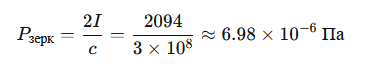 P_зерк = 2I/c = 2094/(3 × 10^8) ≈ 6.98 × 10^−6 Па